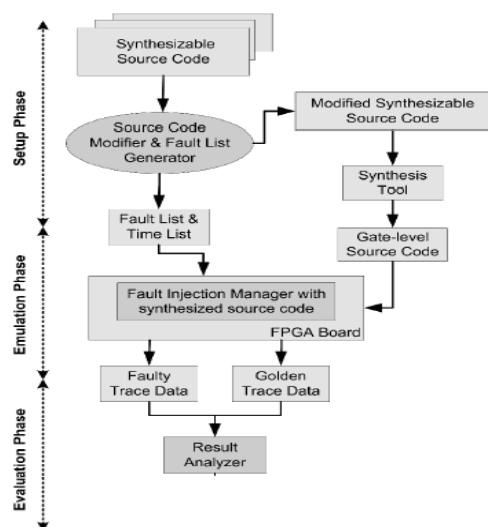 Setup Phase
Emulation Phase
Evaluation Phase
Synthesizable
Source Code
Source Code
Modifier & Fault List
Generator
Modified Synthesizable
Source Code
Synthesis
Tool
Fault List &
Time List
Gate-level
Source Code
Fault Injection Manager with
synthesized source code
FPGA Board
Faulty
Trace Data
Golden
Trace Data
Result
Analyzer